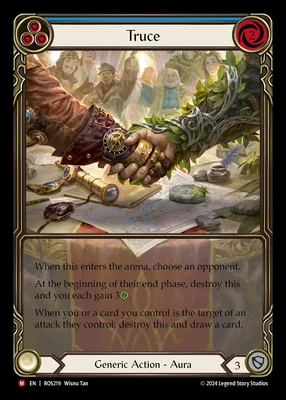 3
Truce
3
When this enters the arena, choose an opponent.
At the beginning of their end phase, destroy this
and you each gain 3
When you or a card you control is the target of an
attack they control, destroy this and draw a card.
Generic Action - Aura
3
M EN | ROS219 Wisnu Tan
© 2024 Legend Story Studios